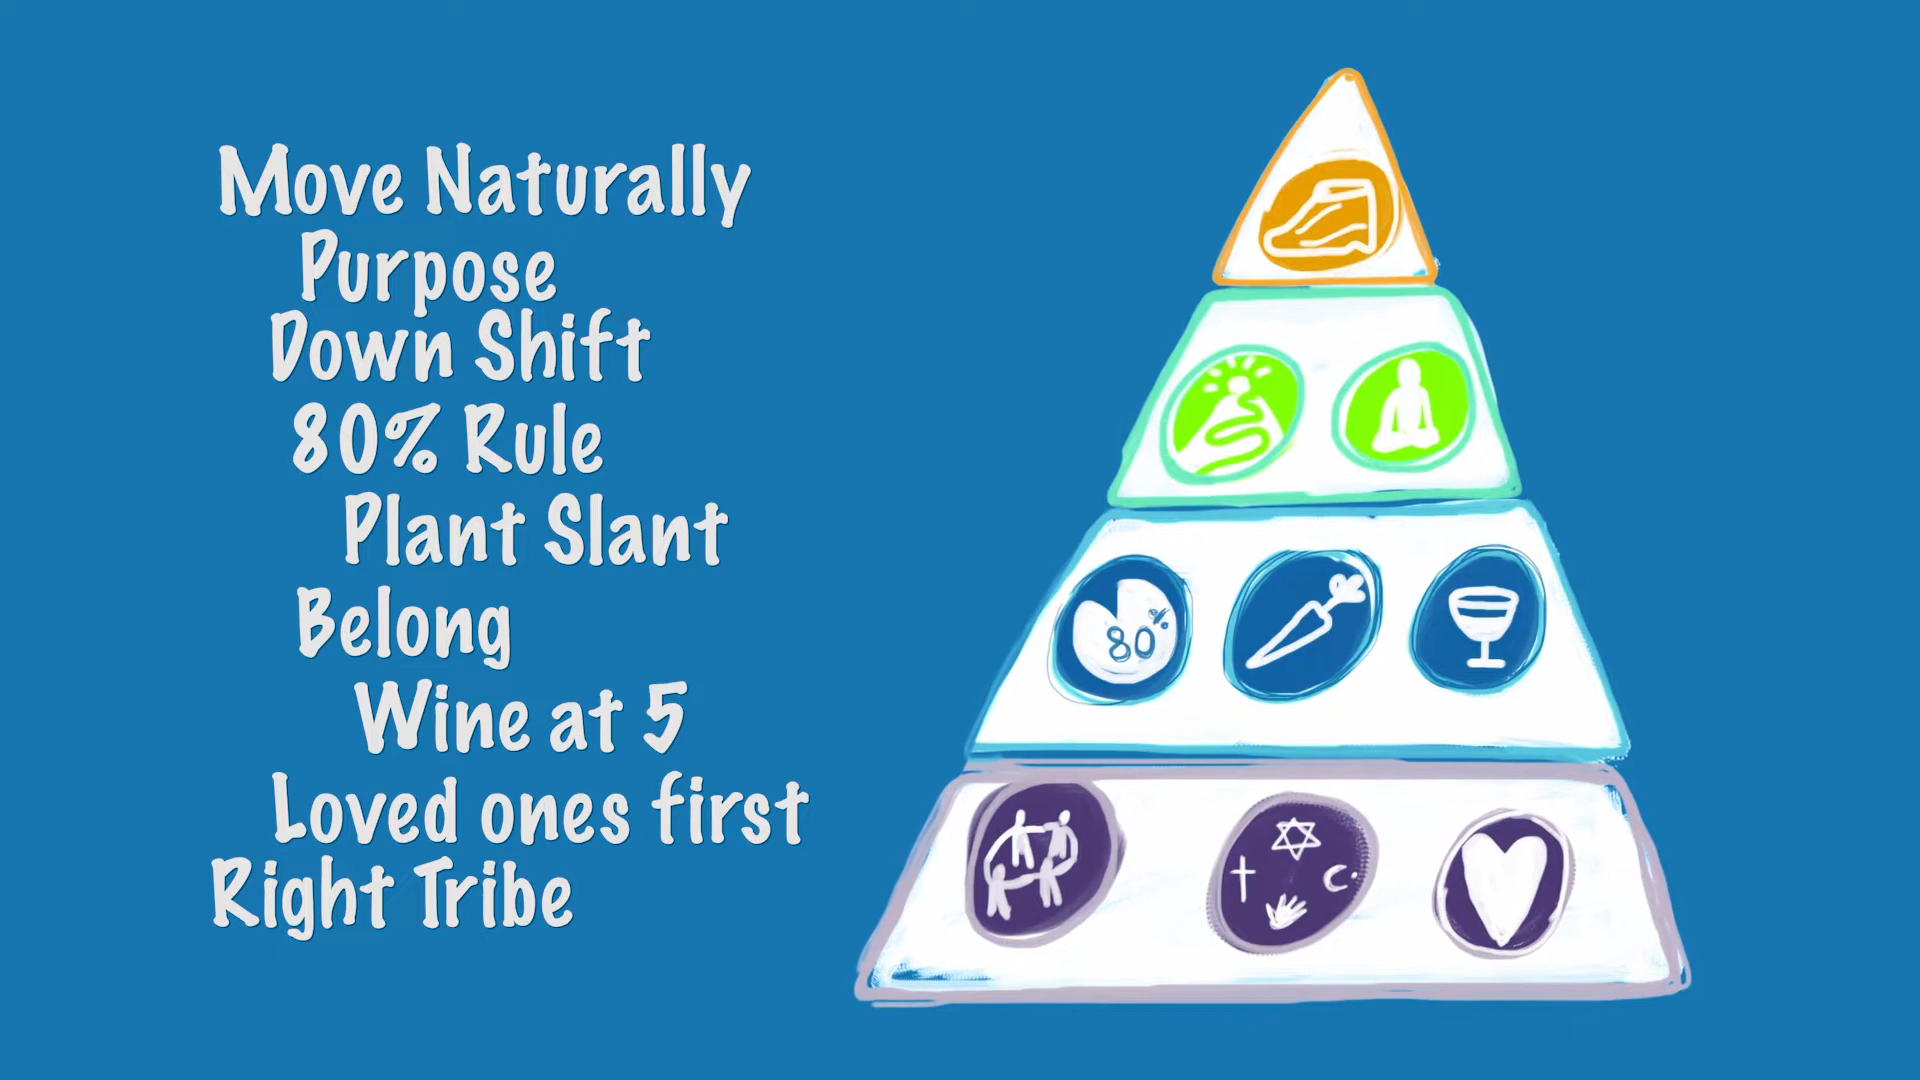 Move Naturally
Purpose
Down Shift
80% Rule
Plant Slant
Belong
Wine at 5
Loved ones first
Right Tribe
80%